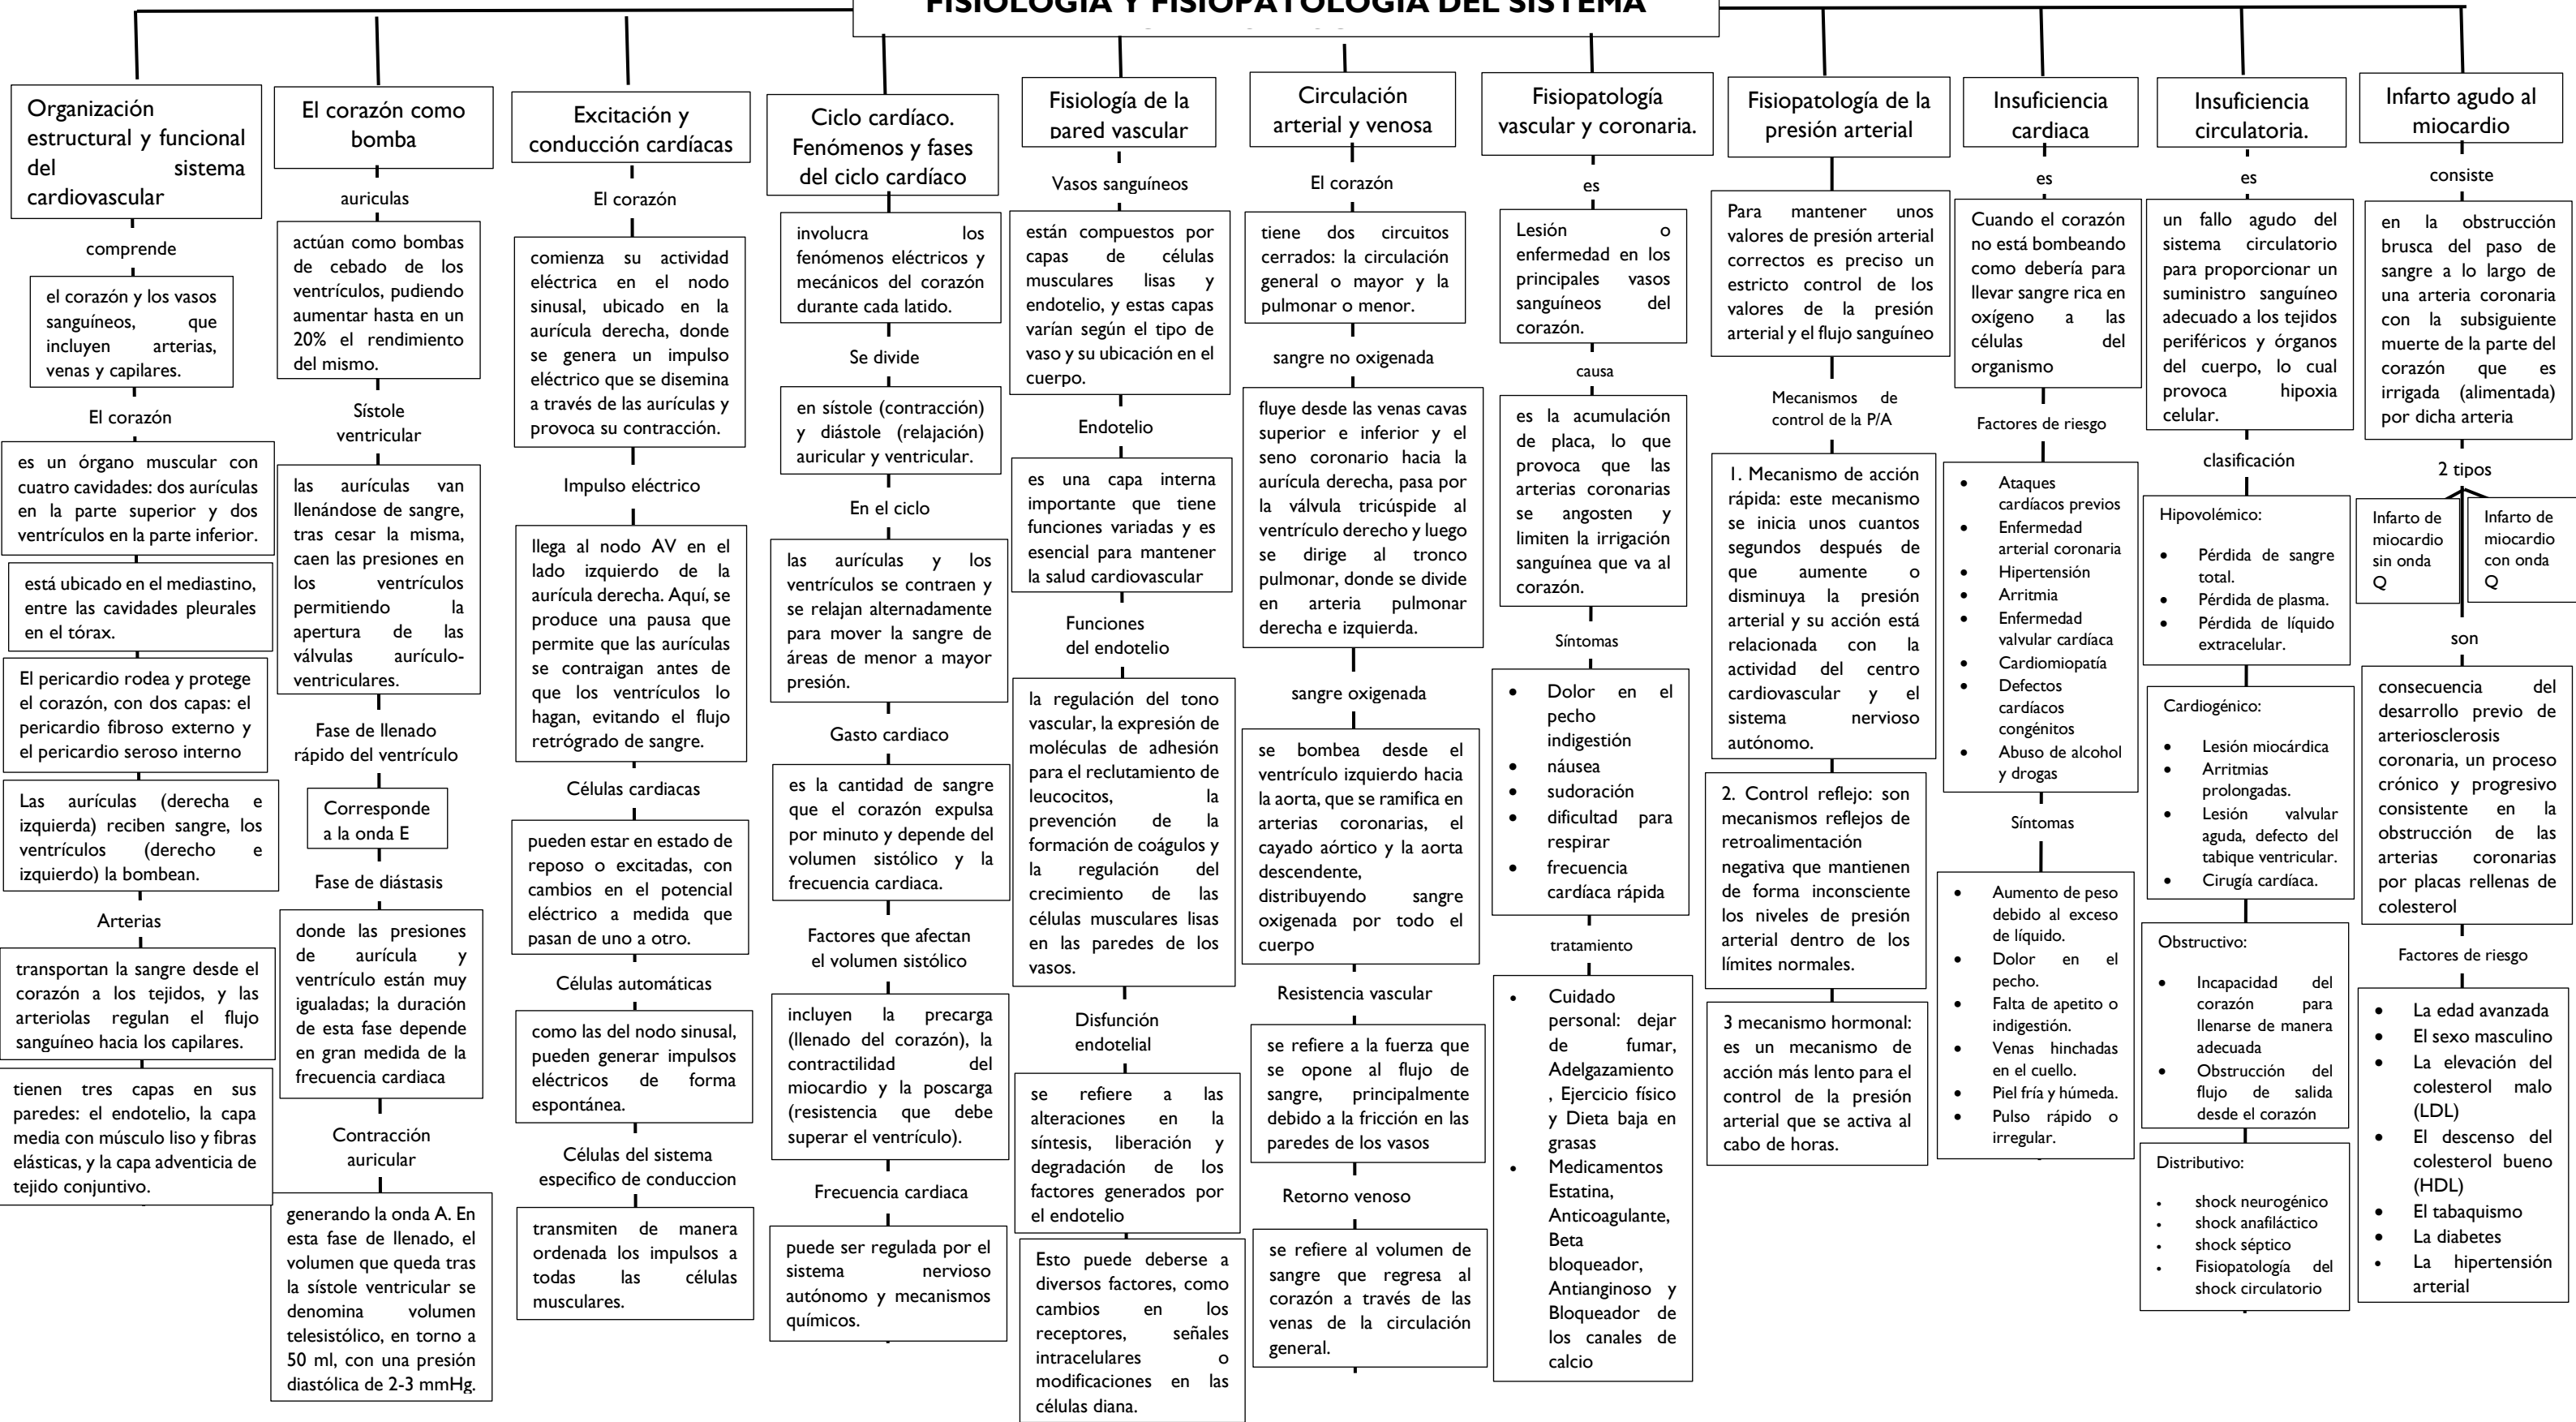 FISIOLOGÍA Y FISIOPATOLOGÍA DEL SISTEMA
Organización
estructural y funcional
del sistema
cardiovascular
comprende
el corazón y los vasos
sanguíneos, que
incluyen arterias,
venas y capilares.
El corazón
es un órgano muscular con
cuatro cavidades: dos aurículas
en la parte superior y dos
ventrículos en la parte inferior.
está ubicado en el mediastino,
entre las cavidades pleurales
en el tórax.
El pericardio rodea y protege
el corazón, con dos capas: el
pericardio fibroso externo y
el pericardio seroso interno
Las aurículas (derecha e
izquierda) reciben sangre, los
ventrículos (derecho e
izquierdo) la bombean.
Arterias
transportan la sangre desde el
corazón a los tejidos, y las
arteriolas regulan el flujo
sanguíneo hacia los capilares.
tienen tres capas en sus
paredes: el endotelio, la capa
media con músculo liso y fibras
elásticas, y la capa adventicia de
tejido conjuntivo.
El corazón como
bomba
auriculas
actúan como bombas
de cebado de los
ventrículos, pudiendo
aumentar hasta en un
20% el rendimiento
del mismo.
Sístole
ventricular
las aurículas van
llenándose de sangre,
tras cesar la misma,
caen las presiones en
los ventrículos
permitiendo la
apertura de las
válvulas aurículo-
ventriculares.
Fase de llenado
rápido del ventrículo
Corresponde
a la onda E
Fase de diástasis
donde las presiones
de aurícula y
ventrículo están muy
igualadas; la duración
de esta fase depende
en gran medida de la
frecuencia cardiaca
Contracción
auricular
generando la onda A. En
esta fase de llenado, el
volumen que queda tras
la sístole ventricular se
denomina volumen
telesistólico, en torno a
50 ml, con una presión
diastólica de 2-3 mmHg.
Excitación y
conducción cardíacas
El corazón
comienza su actividad
eléctrica en el nodo
sinusal, ubicado en la
aurícula derecha, donde
se genera un impulso
eléctrico que se disemina
a través de las aurículas y
provoca su contracción.
Impulso eléctrico
llega al nodo AV en el
lado izquierdo de la
aurícula derecha. Aquí, se
produce una pausa que
permite que las aurículas
se contraigan antes de
que los ventrículos lo
hagan, evitando el flujo
retrógrado de sangre.
Células cardiacas
pueden estar en estado de
reposo o excitadas, con
cambios en el potencial
eléctrico a medida que
pasan de uno a otro.
Células automáticas
como las del nodo sinusal,
pueden generar impulsos
eléctricos de forma
espontánea.
Células del sistema
especifico de conduccion
transmiten de manera
ordenada los impulsos a
todas las células
musculares.
Ciclo cardíaco.
Fenómenos y fases
del ciclo cardíaco
involucra los
fenómenos eléctricos y
mecánicos del corazón
durante cada latido.
Se divide
en sístole (contracción)
y diástole (relajación)
auricular y ventricular.
En el ciclo
las aurículas y los
ventrículos se contraen y
se relajan alternadamente
para mover la sangre de
áreas de menor a mayor
presión.
Gasto cardiaco
es la cantidad de sangre
que el corazón expulsa
por minuto y depende del
volumen sistólico y la
frecuencia cardiaca.
Factores que afectan
el volumen sistólico
incluyen la precarga
(llenado del corazón), la
contractilidad del
miocardio y la poscarga
(resistencia que debe
superar el ventrículo).
Frecuencia cardiaca
puede ser regulada por el
sistema nervioso
autónomo y mecanismos
químicos.
Fisiología de la
pared vascular
Vasos sanguíneos
están compuestos por
capas de células
musculares lisas y
endotelio, y estas capas
varían según el tipo de
vaso y su ubicación en el
cuerpo.
Endotelio
es una capa interna
importante que tiene
funciones variadas y es
esencial para mantener
la salud cardiovascular
Funciones
del endotelio
la regulación del tono
vascular, la expresión de
moléculas de adhesión
para el reclutamiento de
leucocitos, la
prevención de la
formación de coágulos y
la regulación del
crecimiento de las
células musculares lisas
en las paredes de los
vasos.
Disfunción
endotelial
se refiere a las
alteraciones en la
síntesis, liberación y
degradación de los
factores generados por
el endotelio
Esto puede deberse a
diversos factores, como
cambios en los
receptores, señales
intracelulares o
modificaciones en las
células diana.
Circulación
arterial y venosa
El corazón
tiene dos circuitos
cerrados: la circulación
general o mayor y la
pulmonar o menor.
sangre no oxigenada
fluye desde las venas cavas
superior e inferior y el
seno coronario hacia la
aurícula derecha, pasa por
la válvula tricúspide al
ventrículo derecho y luego
se dirige al tronco
pulmonar, donde se divide
en arteria pulmonar
derecha e izquierda.
sangre oxigenada
se bombea desde el
ventrículo izquierdo hacia
la aorta, que se ramifica en
arterias coronarias, el
cayado aórtico y la aorta
descendente,
distribuyendo sangre
oxigenada por todo el
cuerpo
Resistencia vascular
se refiere a la fuerza que
se opone al flujo de
sangre, principalmente
debido a la fricción en las
paredes de los vasos
Retorno venoso
se refiere al volumen de
sangre que regresa al
corazón a través de las
venas de la circulación
general.
Fisiopatología
vascular y coronaria.
es
Lesión o
enfermedad en los
principales vasos
sanguíneos del
corazón.
causa
es la acumulación
de placa, lo que
provoca que las
arterias coronarias
se angosten y
limiten la irrigación
sanguínea que va al
corazón.
Síntomas
• Dolor en el
pecho
indigestión
• náusea
• sudoración
• dificultad para
respirar
• frecuencia
cardíaca rápida
tratamiento
• Cuidado
personal: dejar
de fumar,
Adelgazamiento
, Ejercicio físico
y Dieta baja en
grasas
• Medicamentos
Estatina,
Anticoagulante,
Beta
bloqueador,
Antianginoso y
Bloqueador de
los canales de
calcio
Fisiopatología de la
presión arterial
Para mantener unos
valores de presión arterial
correctos es preciso un
estricto control de los
valores de la presión
arterial y el flujo sanguíneo
Mecanismos de
control de la P/A
1. Mecanismo de acción
rápida: este mecanismo
se inicia unos cuantos
segundos después de
que aumente o
disminuya la presión
arterial y su acción está
relacionada con la
actividad del centro
cardiovascular y el
sistema nervioso
autónomo.
2. Control reflejo: son
mecanismos reflejos de
retroalimentación
negativa que mantienen
de forma inconsciente
los niveles de presión
arterial dentro de los
límites normales.
3 mecanismo hormonal:
es un mecanismo de
acción más lento para el
control de la presión
arterial que se activa al
cabo de horas.
Insuficiencia
cardiaca
es
Cuando el corazón
no está bombeando
como debería para
llevar sangre rica en
oxígeno a las
células del
organismo
Factores de riesgo
• Ataques
cardíacos previos
• Enfermedad
arterial coronaria
• Hipertensión
• Arritmia
• Enfermedad
valvular cardíaca
• Cardiomiopatía
• Defectos
cardíacos
congénitos
• Abuso de alcohol
y drogas
Síntomas
• Aumento de peso
debido al exceso
de líquido.
• Dolor en el
pecho.
• Falta de apetito o
indigestión.
• Venas hinchadas
en el cuello.
• Piel fría y húmeda.
• Pulso rápido o
irregular.
Insuficiencia
circulatoria.
es
un fallo agudo del
sistema circulatorio
para proporcionar un
suministro sanguíneo
adecuado a los tejidos
periféricos y órganos
del cuerpo, lo cual
provoca hipoxia
celular.
clasificación
Hipovolémico:
• Pérdida de sangre
total.
• Pérdida de plasma.
• Pérdida de líquido
extracelular.
Cardiogénico:
• Lesión miocárdica
• Arritmias
prolongadas.
• Lesión valvular
aguda, defecto del
tabique ventricular.
• Cirugía cardíaca.
Obstructivo:
• Incapacidad del
corazón para
llenarse de manera
adecuada
• Obstrucción del
flujo de salida
desde el corazón
Distributivo:
• shock neurogénico
• shock anafiláctico
• shock séptico
• Fisiopatología del
shock circulatorio
Infarto agudo al
miocardio
consiste
en la obstrucción
brusca del paso de
sangre a lo largo de
una arteria coronaria
con la subsiguiente
muerte de la parte del
corazón que es
irrigada (alimentada)
por dicha arteria
2 tipos
Infarto de
miocardio
sin onda
Q
Infarto de
miocardio
con onda
Q
son
consecuencia del
desarrollo previo de
arteriosclerosis
coronaria, un proceso
crónico y progresivo
consistente en la
obstrucción de las
arterias coronarias
por placas rellenas de
colesterol
Factores de riesgo
• La edad avanzada
• El sexo masculino
• La elevación del
colesterol malo
(LDL)
• El descenso del
colesterol bueno
(HDL)
• El tabaquismo
• La diabetes
• La hipertensión
arterial